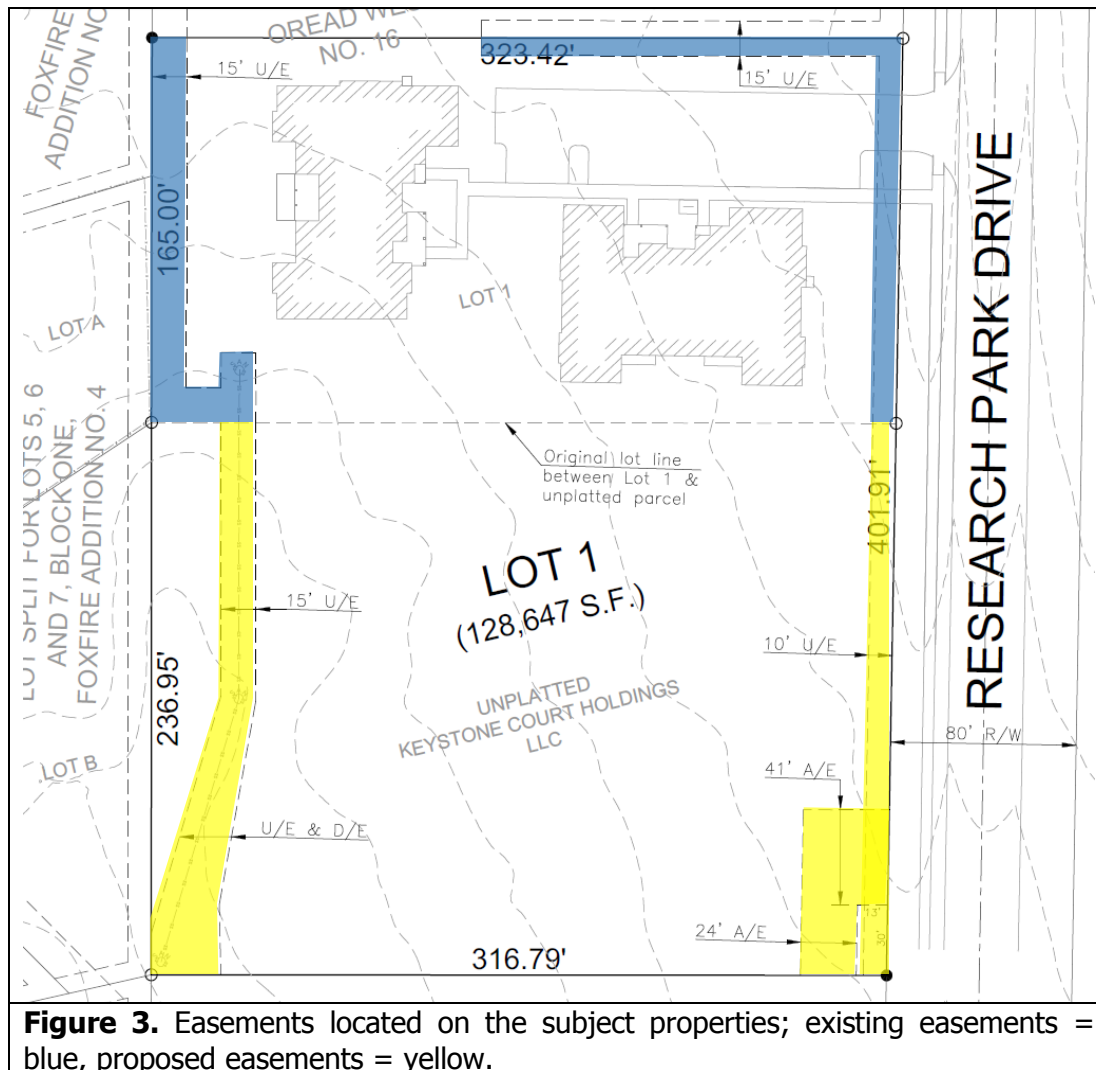 FOXFIRE
ADDITION NO
OREAD WES
NO. 16
323.42'
15' U/E
15' U/E
165.00'
LOT 1
LOT A
LOT SPLIT FOR LOTS 5, 6
AND 7, BLOCK ONE,
FOXFIRE ADDITION NO. 4
Original lot line
between Lot 1 &
unplatted parcel
401.91'
RESEARCH PARK DRIVE
LOT 1
(128,647 S.F.)
15' U/E
10' U/E
236.95'
UNPLATTED
KEYSTONE COURT HOLDINGS
LLC
80' R/W
LOT B
41' A/E
U/E & D/E
13'
30'
24' A/E
316.79'
Figure 3. Easements located on the subject properties; existing easements =
blue, proposed easements = yellow.